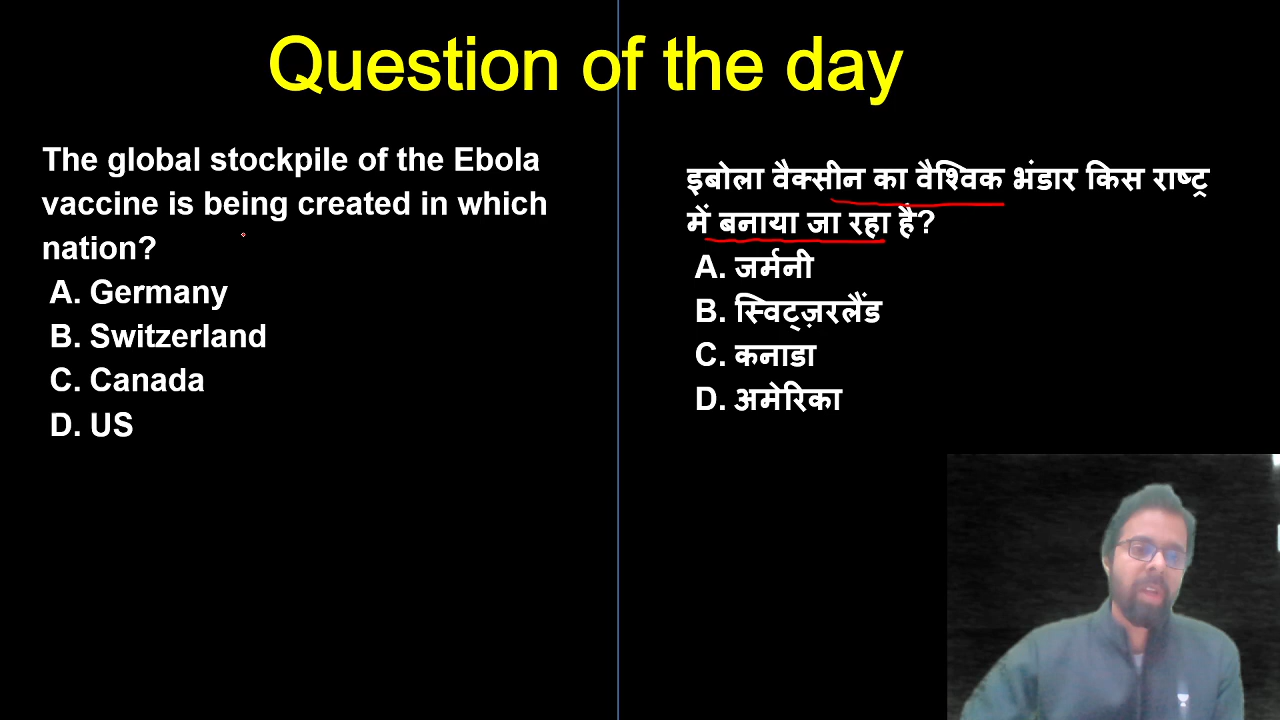 Question of the day
The global stockpile of the Ebola
vaccine is being created in which
nation?
A. Germany
B. Switzerland
C. Canada
D. US
इबोला वैक्सीन का वैश्विक भंडार किस राष्ट्र
में बनाया जा रहा है?
A. जर्मनी
B. स्विट्ज़रलैंड
C. कनाडा
D. अमेरिका